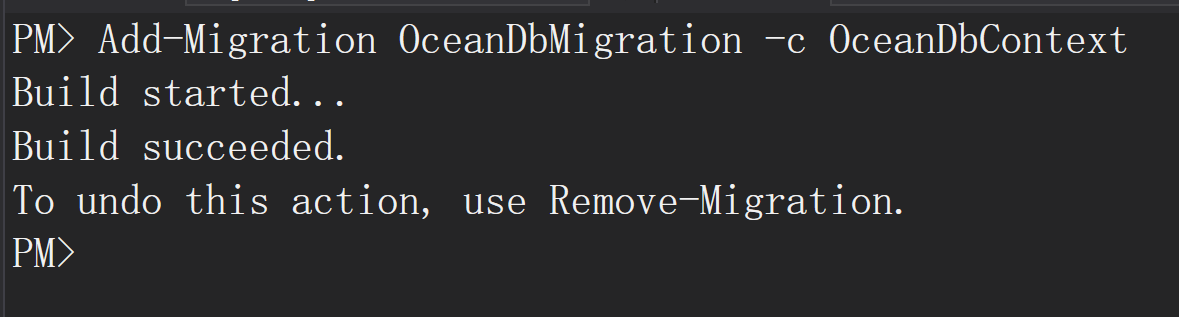 PM> Add-Migration OceanDbMigration -c OceanDbContext
Build started...
Build succeeded.
To undo this action, use Remove-Migration.
PM>